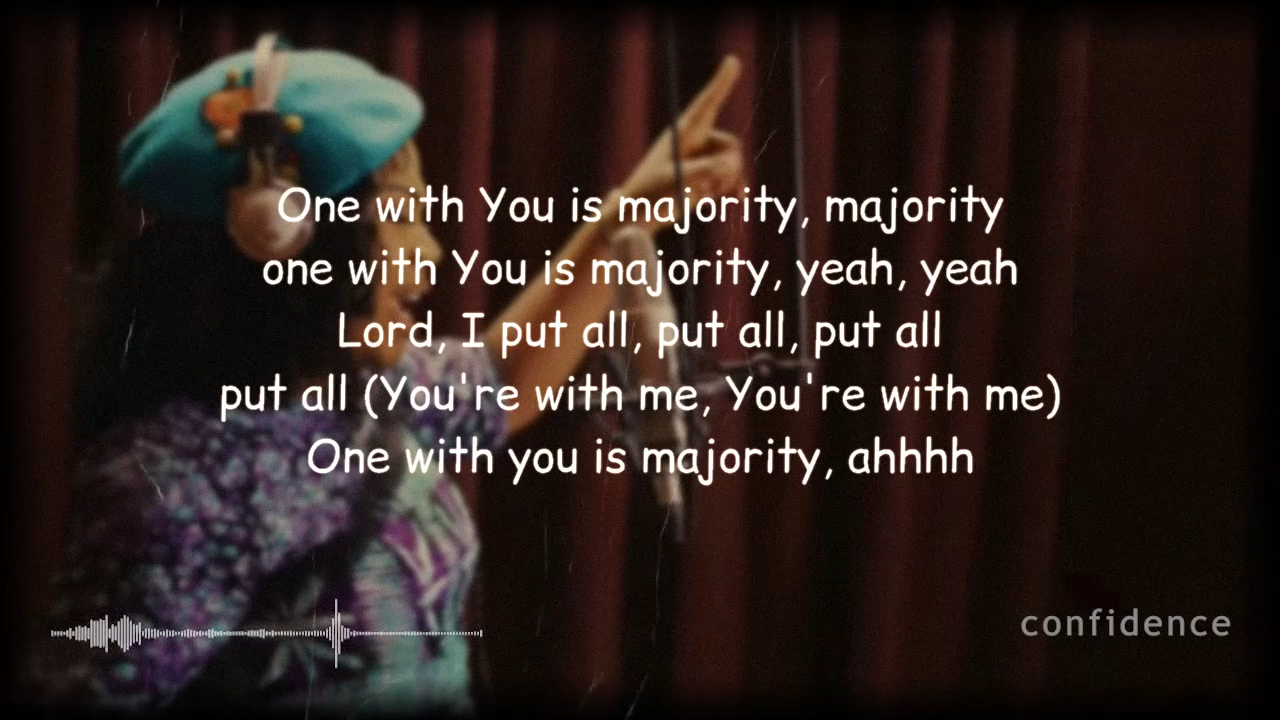 One with You is majority, majority
one with You is majority, yeah, yeah
Lord, I put all, put all, put all
put all (You're with me, You're with me)
One with you is majority, ahhhh
confidence